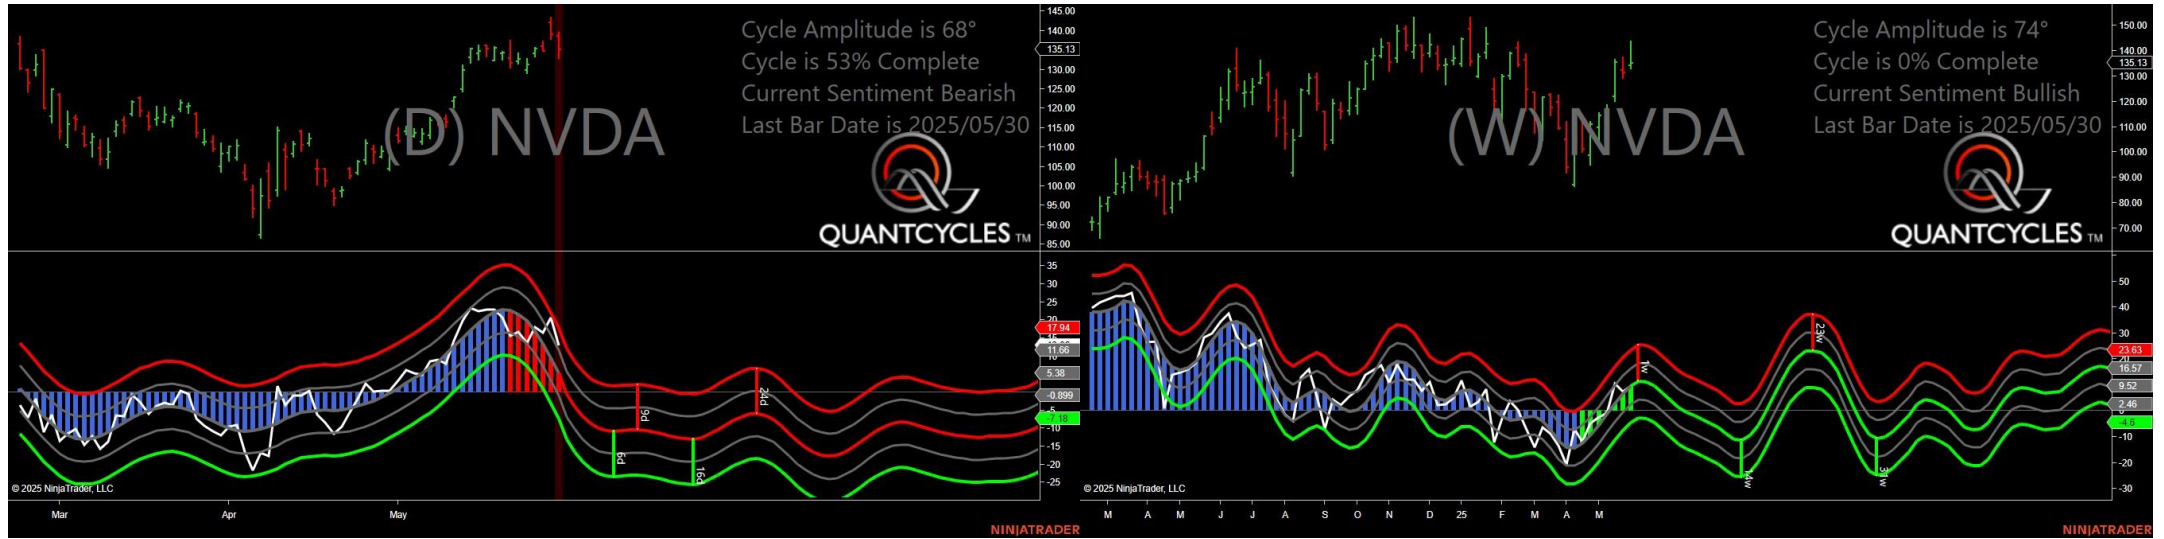 145.00
140.00
135.13
130.00
125.00
120.00
115.00
110.00
105.00
100.00
95.00
90.00
85.00
Cycle Amplitude is 68°
Cycle is 53% Complete
Current Sentiment Bearish
Last Bar Date is 2025/05/30
(D) NVDA
QUANTCYCLES TM
35
30
25
20
17.94
11.66
5.38
-0.899
-7.18
-10
-15
-20
-25
9d
24d
6d
16d
© 2025 NinjaTrader, LLC
Mar Apr May
NINJATRADER
150.00
140.00
135.13
130.00
120.00
110.00
100.00
90.00
80.00
70.00
Cycle Amplitude is 74°
Cycle is 0% Complete
Current Sentiment Bullish
Last Bar Date is 2025/05/30
(W) NVDA
QUANTCYCLES TM
50
40
30
23.63
16.57
9.52
2.46
-4.6
-10
-20
-30
1w
23w
14w
31w
© 2025 NinjaTrader, LLC
M A M J J A S O N D 25 F M A M
NINJATRADER